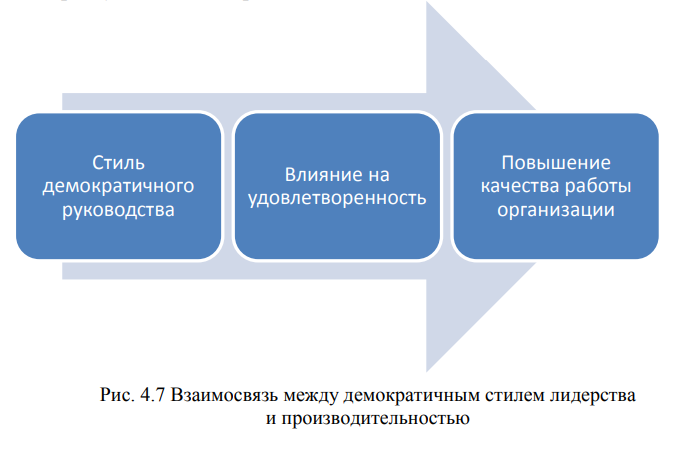 Стиль
демократичного
руководства
Влияние на
удовлетворенность
Повышение
качества работы
организации
Рис. 4.7 Взаимосвязь между демократичным стилем лидерства
и производительностью